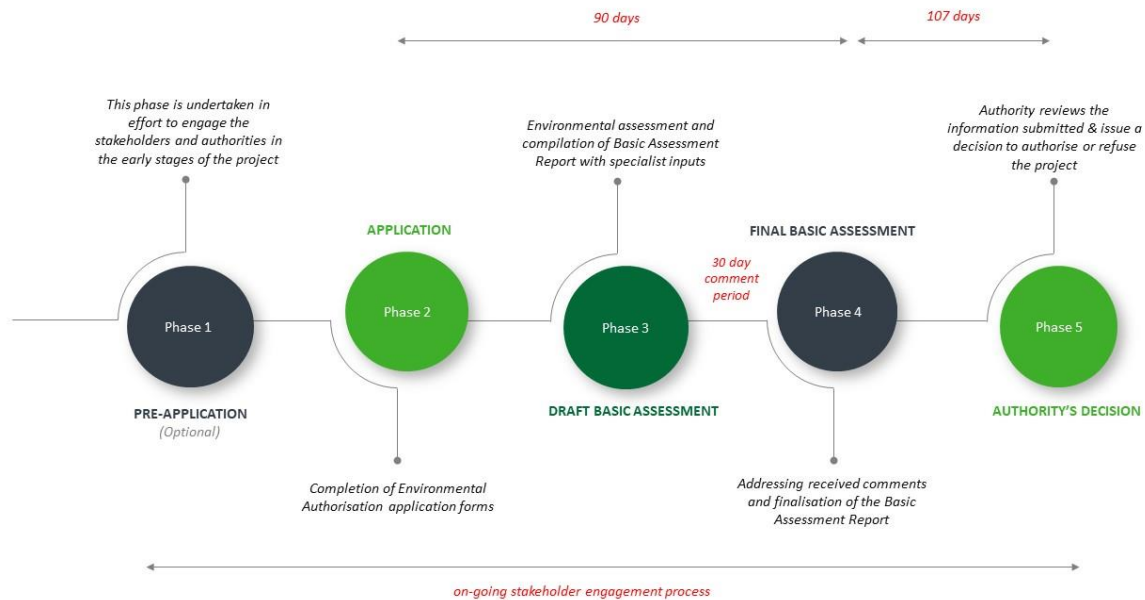 90 days
107 days
This phase is undertaken in
effort to engage the
stakeholders and authorities in
the early stages of the project
Environmental assessment and
compilation of Basic Assessment
Report with specialist inputs
Authority reviews the
information submitted & issue a
decision to authorise or refuse
the project
APPLICATION
FINAL BASIC ASSESSMENT
30 day
comment
period
Phase 1
Phase 2
Phase 3
Phase 4
Phase 5
PRE-APPLICATION
(Optional)
DRAFT BASIC ASSESSMENT
AUTHORITY’S DECISION
Completion of Environmental
Authorisation application forms
Addressing received comments
and finalisation of the Basic
Assessment Report
on-going stakeholder engagement process